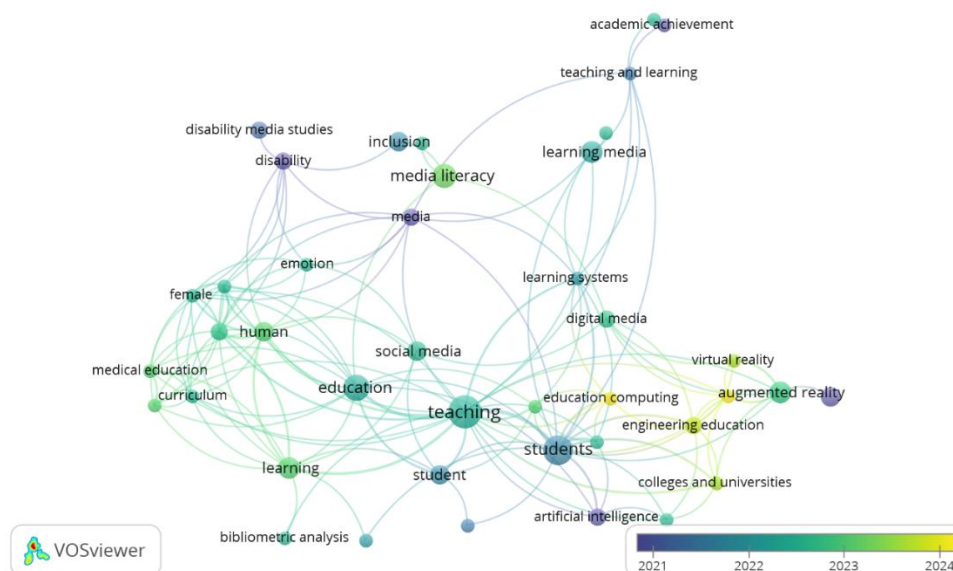 academic achievement
teaching and learning
disability media studies
inclusion
learning media
disability
media literacy
media
emotion
learning systems
female
digital media
human
social media
virtual reality
medical education
education
augmented reality
curriculum
education computing
teaching
engineering education
students
learning
student
colleges and universities
artificial intelligence
bibliometric analysis
VOSviewer
2021 2022 2023 2024